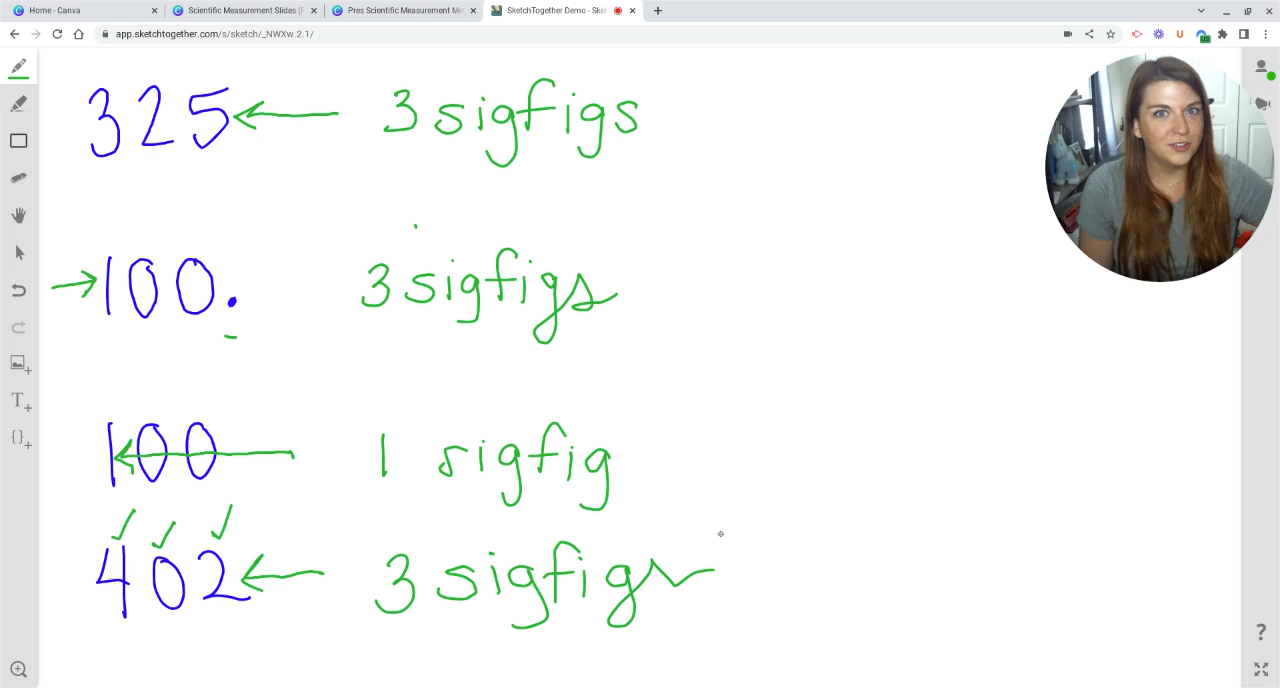 Home - Canva
Scientific Measurement Slides (F
Pres Scientific Measurement Me
SketchTogether Demo - Sket
app.sketchtogether.com/s/sketch/_NWXw.2.1/
325 ← 3 sigfigs
→ 100. 3 sigfigs
100 1 sigfig
402 ← 3 sigfigs